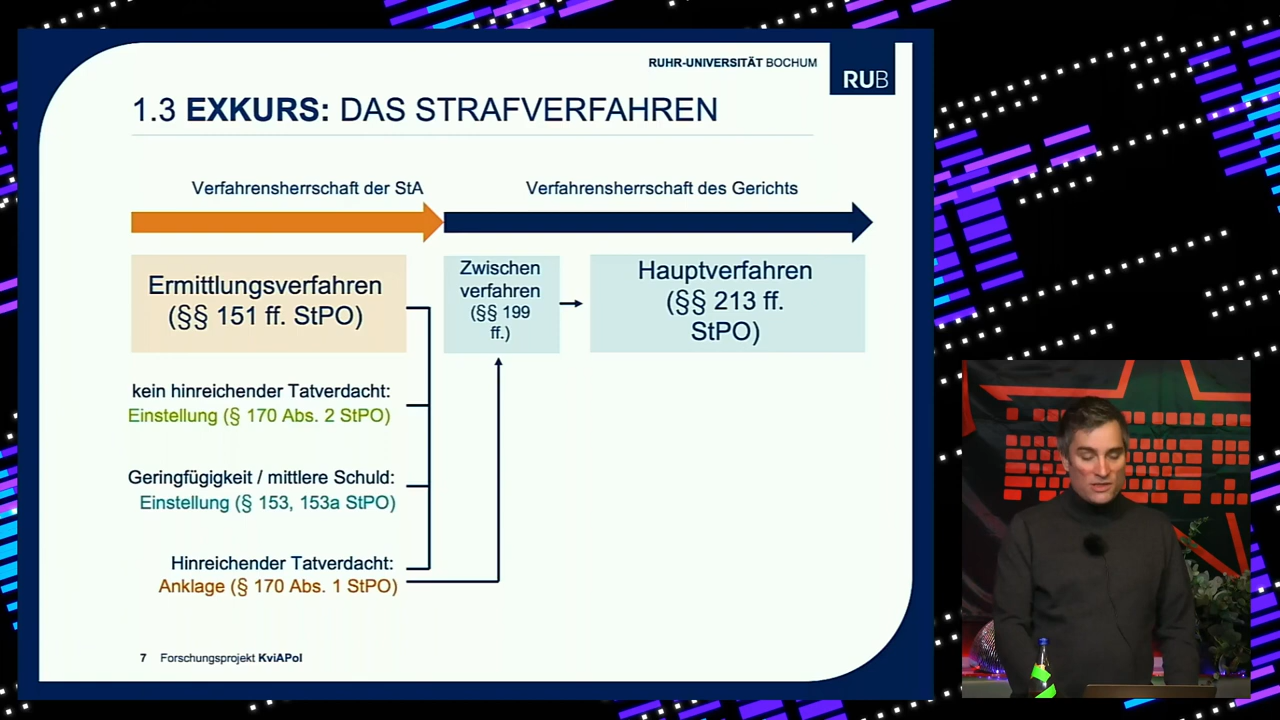 RUHR-UNIVERSITÄT BOCHUM
RUB
1.3 EXKURS: DAS STRAFVERFAHREN
Verfahrensherrschaft der StA
Verfahrensherrschaft des Gerichts
Ermittlungsverfahren
(§§ 151 ff. StPO)
Zwischen
verfahren
(§§ 199
ff.)
Hauptverfahren
(§§ 213 ff.
StPO)
kein hinreichender Tatverdacht:
Einstellung (§ 170 Abs. 2 StPO)
Geringfügigkeit / mittlere Schuld:
Einstellung (§ 153, 153a StPO)
Hinreichender Tatverdacht:
Anklage (§ 170 Abs. 1 StPO)
7 Forschungsprojekt KviAPol